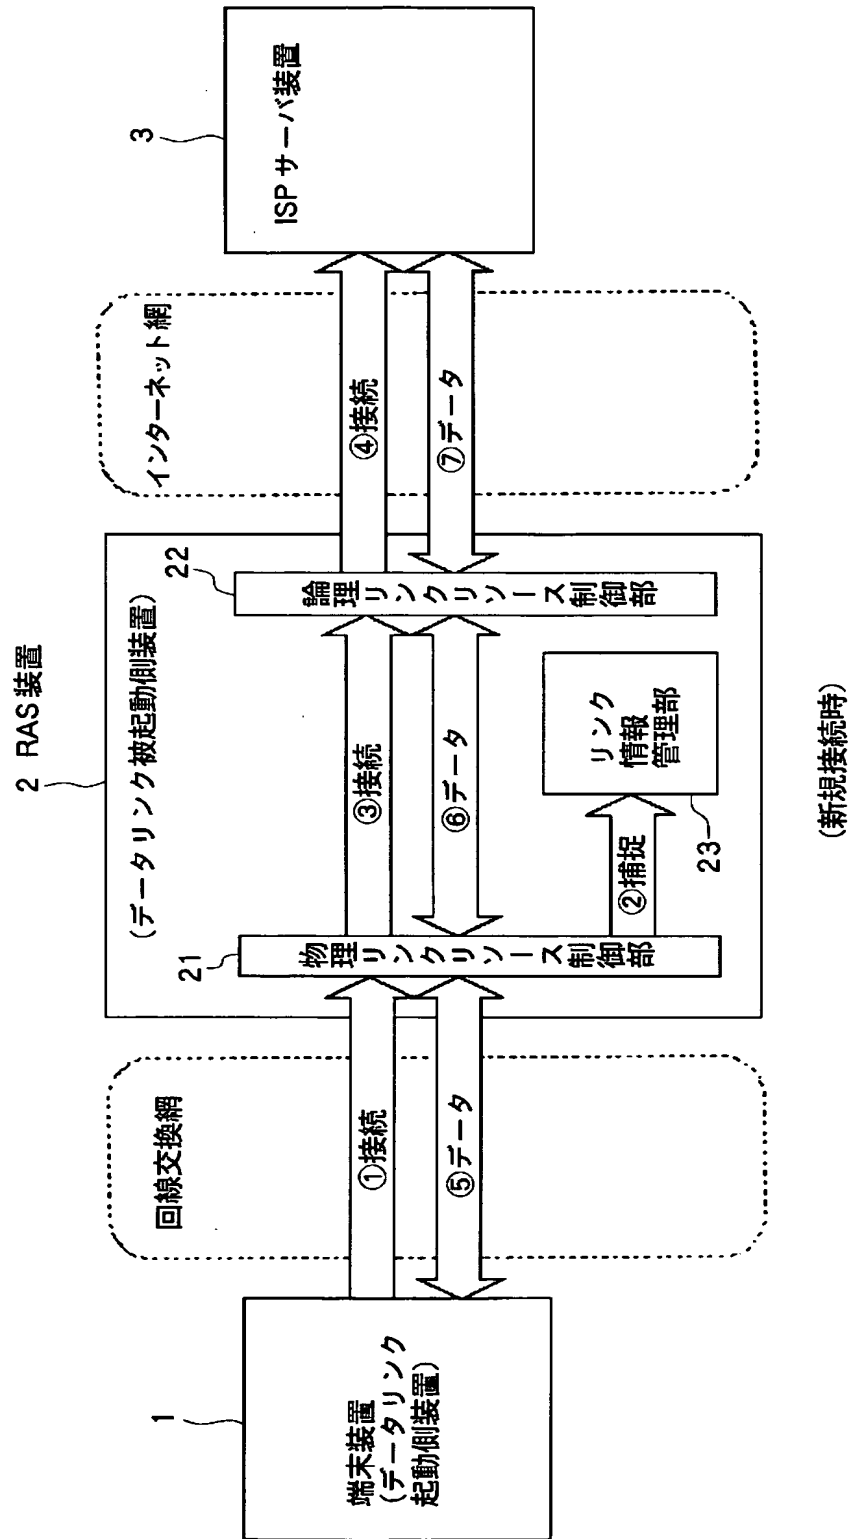 2 RAS 装置
(データリンク被起動側装置)
1
端末装置
(データリンク
起動側装置)
回線交換網
①接続
⑤データ
21
物理リンクリソース制御部
③接続
⑥データ
②捕捉
23
リンク
情報
管理部
22
論理リンクリソース制御部
インターネット網
④接続
⑦データ
3
ISP サーバ装置
(新規接続時)